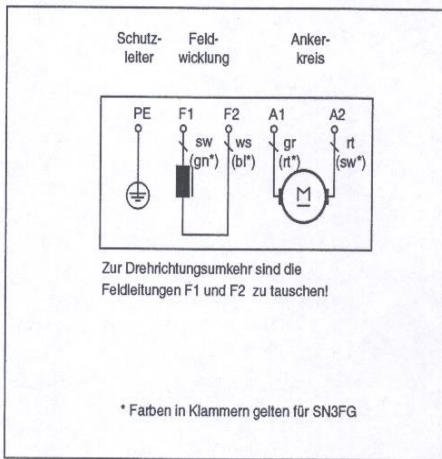 Schutz- Feld- Anker-
leiter wicklung kreis
PE F1 F2 A1 A2
sw ws gr rt
(gn*) (bl*) (rt*) (sw*)
M
Zur Drehrichtungsumkehr sind die
Feldleitungen F1 und F2 zu tauschen!
* Farben in Klammern gelten für SN3FG